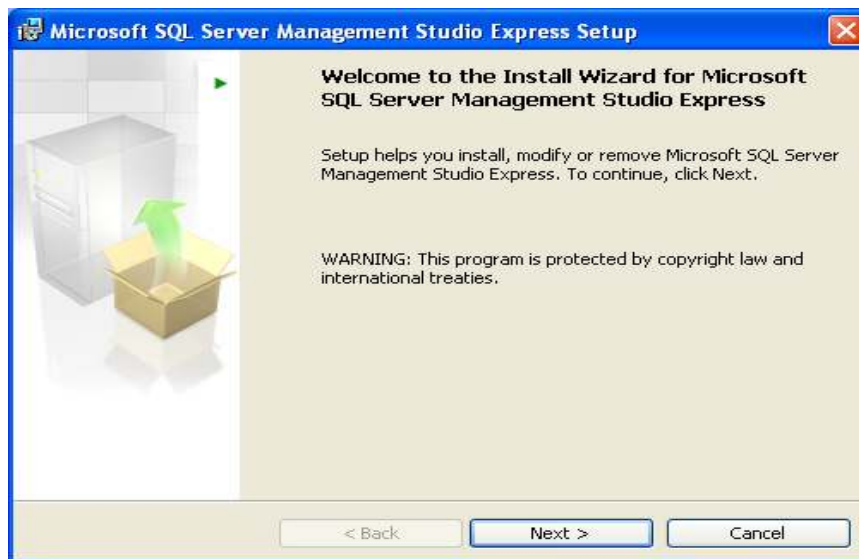 Microsoft SQL Server Management Studio Express Setup
Welcome to the Install Wizard for Microsoft
SQL Server Management Studio Express
Setup helps you install, modify or remove Microsoft SQL Server
Management Studio Express. To continue, click Next.
WARNING: This program is protected by copyright law and
international treaties.
< Back
Next >
Cancel